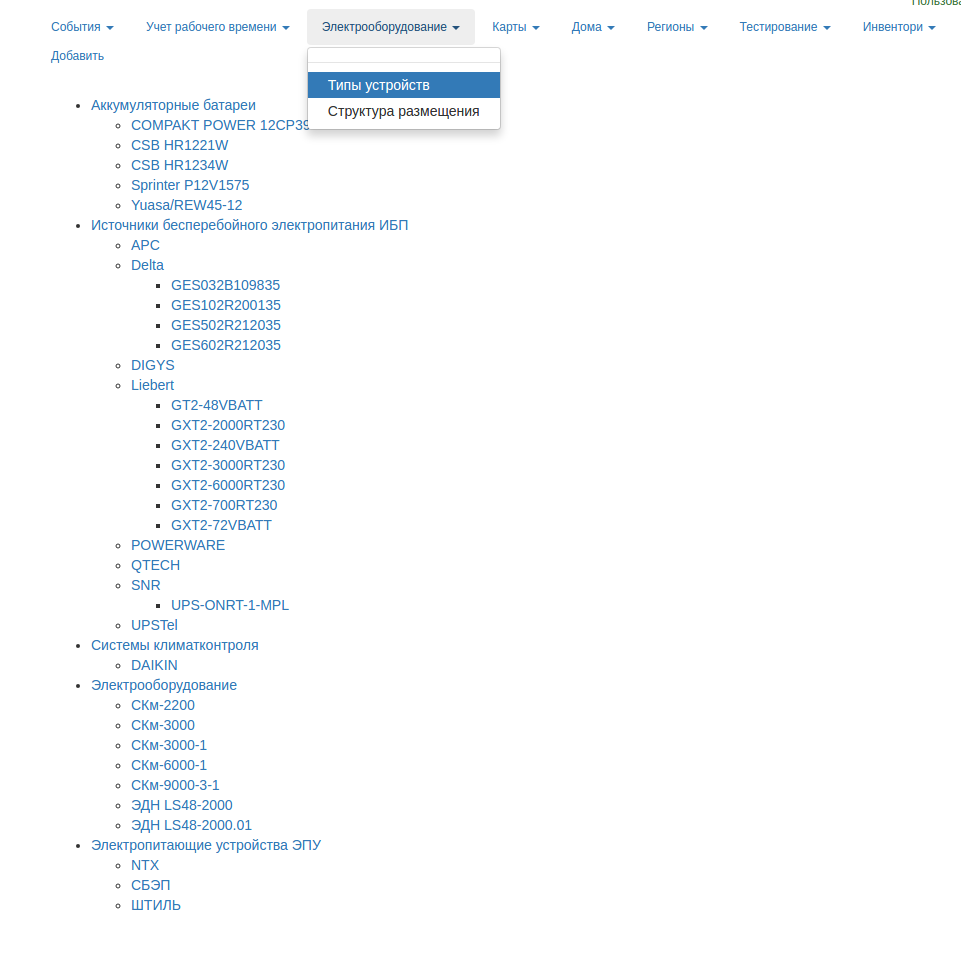 События Учет рабочего времени Электрооборудование Карты Дома Регионы Тестирование Инвентори
Добавить
Типы устройств
Структура размещения
Аккумуляторные батареи
COMPAKT POWER
CSB HR1221W
CSB HR1234W
Sprinter P12V1575
Yuasa/REW45-12
Источники бесперебойного электропитания ИБП
APC
Delta
GES032B109835
GES102R200135
GES502R212035
GES602R212035
DIGYS
Liebert
GT2-48VBATT
GXT2-2000RT230
GXT2-240VBATT
GXT2-3000RT230
GXT2-6000RT230
GXT2-700RT230
GXT2-72VBATT
POWERWARE
QTECH
SNR
UPS-ONRT-1-MPL
UPSTel
Системы климатконтроля
DAIKIN
Электрооборудование
СКм-2200
СКм-3000
СКм-3000-1
СКм-6000-1
СКм-9000-3-1
ЭДН LS48-2000
ЭДН LS48-2000.01
Электропитающие устройства ЭПУ
NTX
СБЭП
ШТИЛЬ